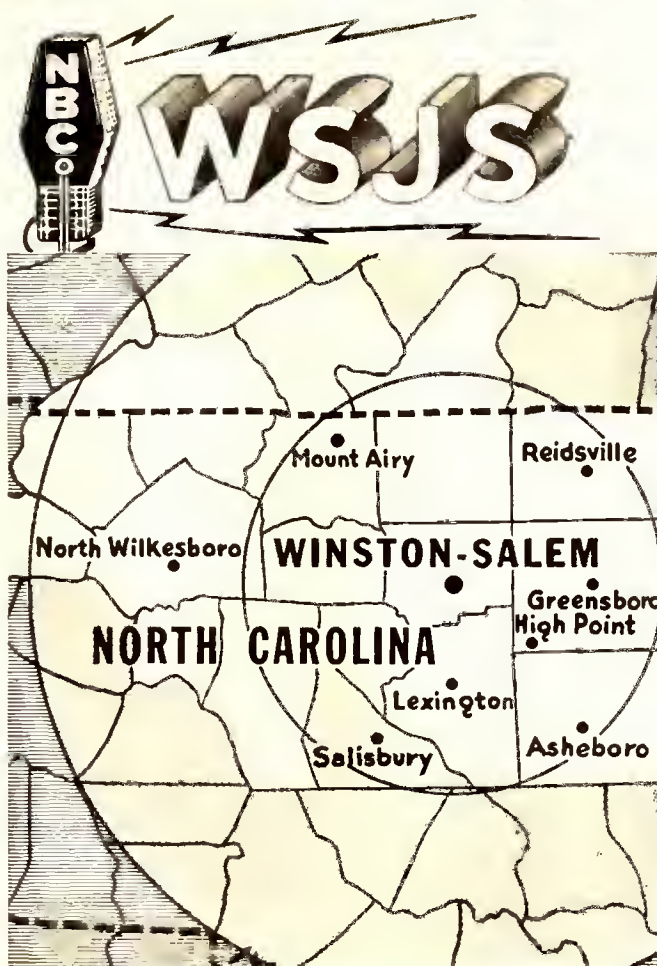 NBC
WSJS
Mount Airy
Reidsville
North Wilkesboro
WINSTON-SALEM
Greensboro
High Point
NORTH CAROLINA
Lexington
Salisbury
Asheboro